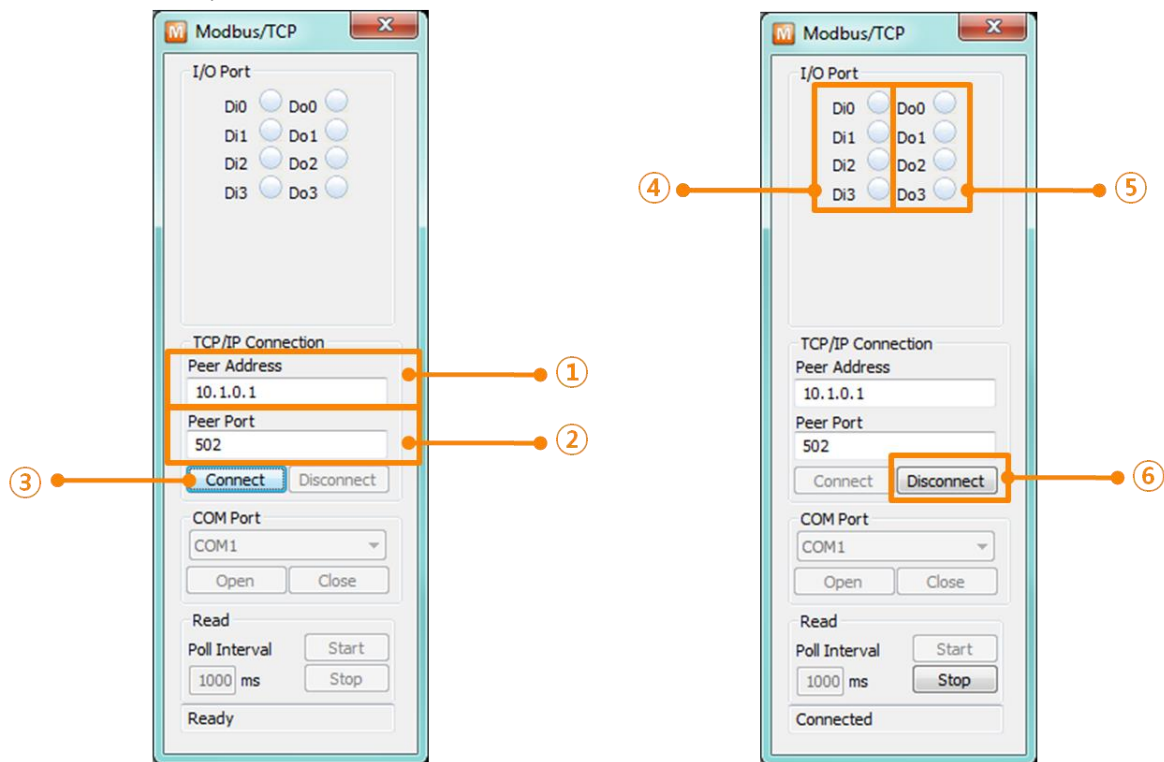 M Modbus/TCP X
I/O Port
Di0 Do0
Di1 Do1
Di2 Do2
Di3 Do3
TCP/IP Connection
Peer Address
10.1.0.1
①
Peer Port
502
②
③
Connect Disconnect
COM Port
COM1
Open Close
Read
Poll Interval Start
1000 ms Stop
Ready
M Modbus/TCP X
I/O Port
Di0 Do0
Di1 Do1
Di2 Do2
④ ⑤
Di3 Do3
TCP/IP Connection
Peer Address
10.1.0.1
Peer Port
502
Connect Disconnect ⑥
COM Port
COM1
Open Close
Read
Poll Interval Start
1000 ms Stop
Connected